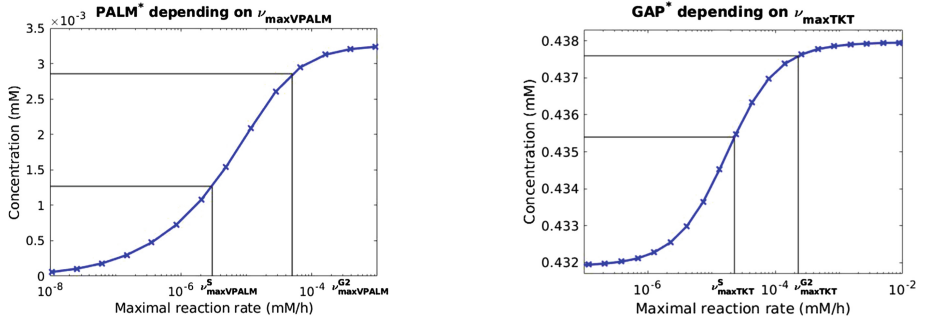 PALM* depending on νmaxVPALM
×10⁻³
3.5
3
2.5
2
1.5
1
0.5
0
Concentration (mM)
10⁻⁸ 10⁻⁶ νˢmaxVPALM 10⁻⁴ νᴳ²maxVPALM
Maximal reaction rate (mM/h)
GAP* depending on νmaxTKT
0.438
0.437
0.436
0.435
0.434
0.433
0.432
Concentration (mM)
10⁻⁶ νˢmaxTKT 10⁻⁴ νᴳ²maxTKT 10⁻²
Maximal reaction rate (mM/h)